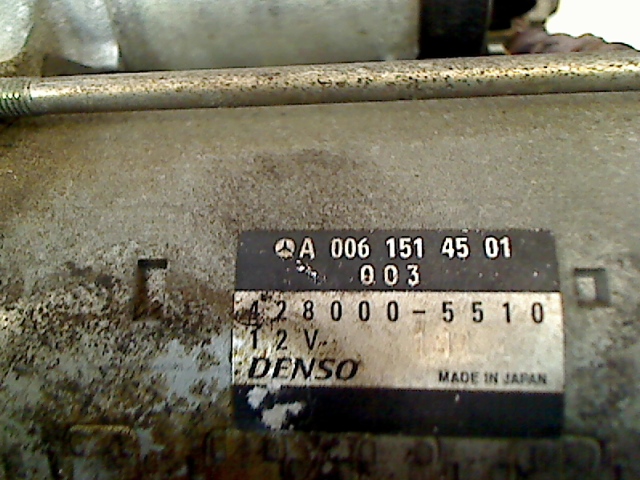 A 006 151 45 01
003
428000-5510
12V
DENSO
MADE IN JAPAN